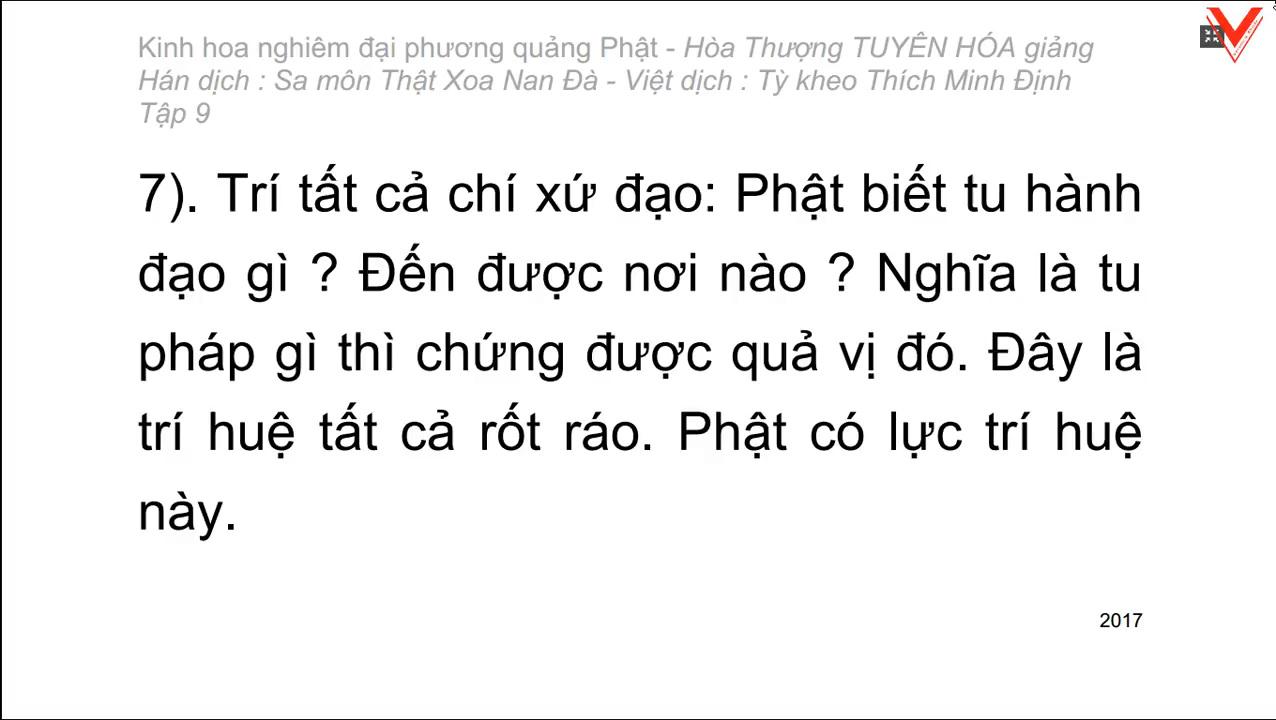 Kinh hoa nghiêm đại phương quảng Phật - Hòa Thượng TUYÊN HÓA giảng
Hán dịch : Sa môn Thật Xoa Nan Đà - Việt dịch : Tỳ kheo Thích Minh Định
Tập 9
7). Trí tất cả chí xứ đạo: Phật biết tu hành
đạo gì ? Đến được nơi nào ? Nghĩa là tu
pháp gì thì chứng được quả vị đó. Đây là
trí huệ tất cả rốt ráo. Phật có lực trí huệ
này.
2017